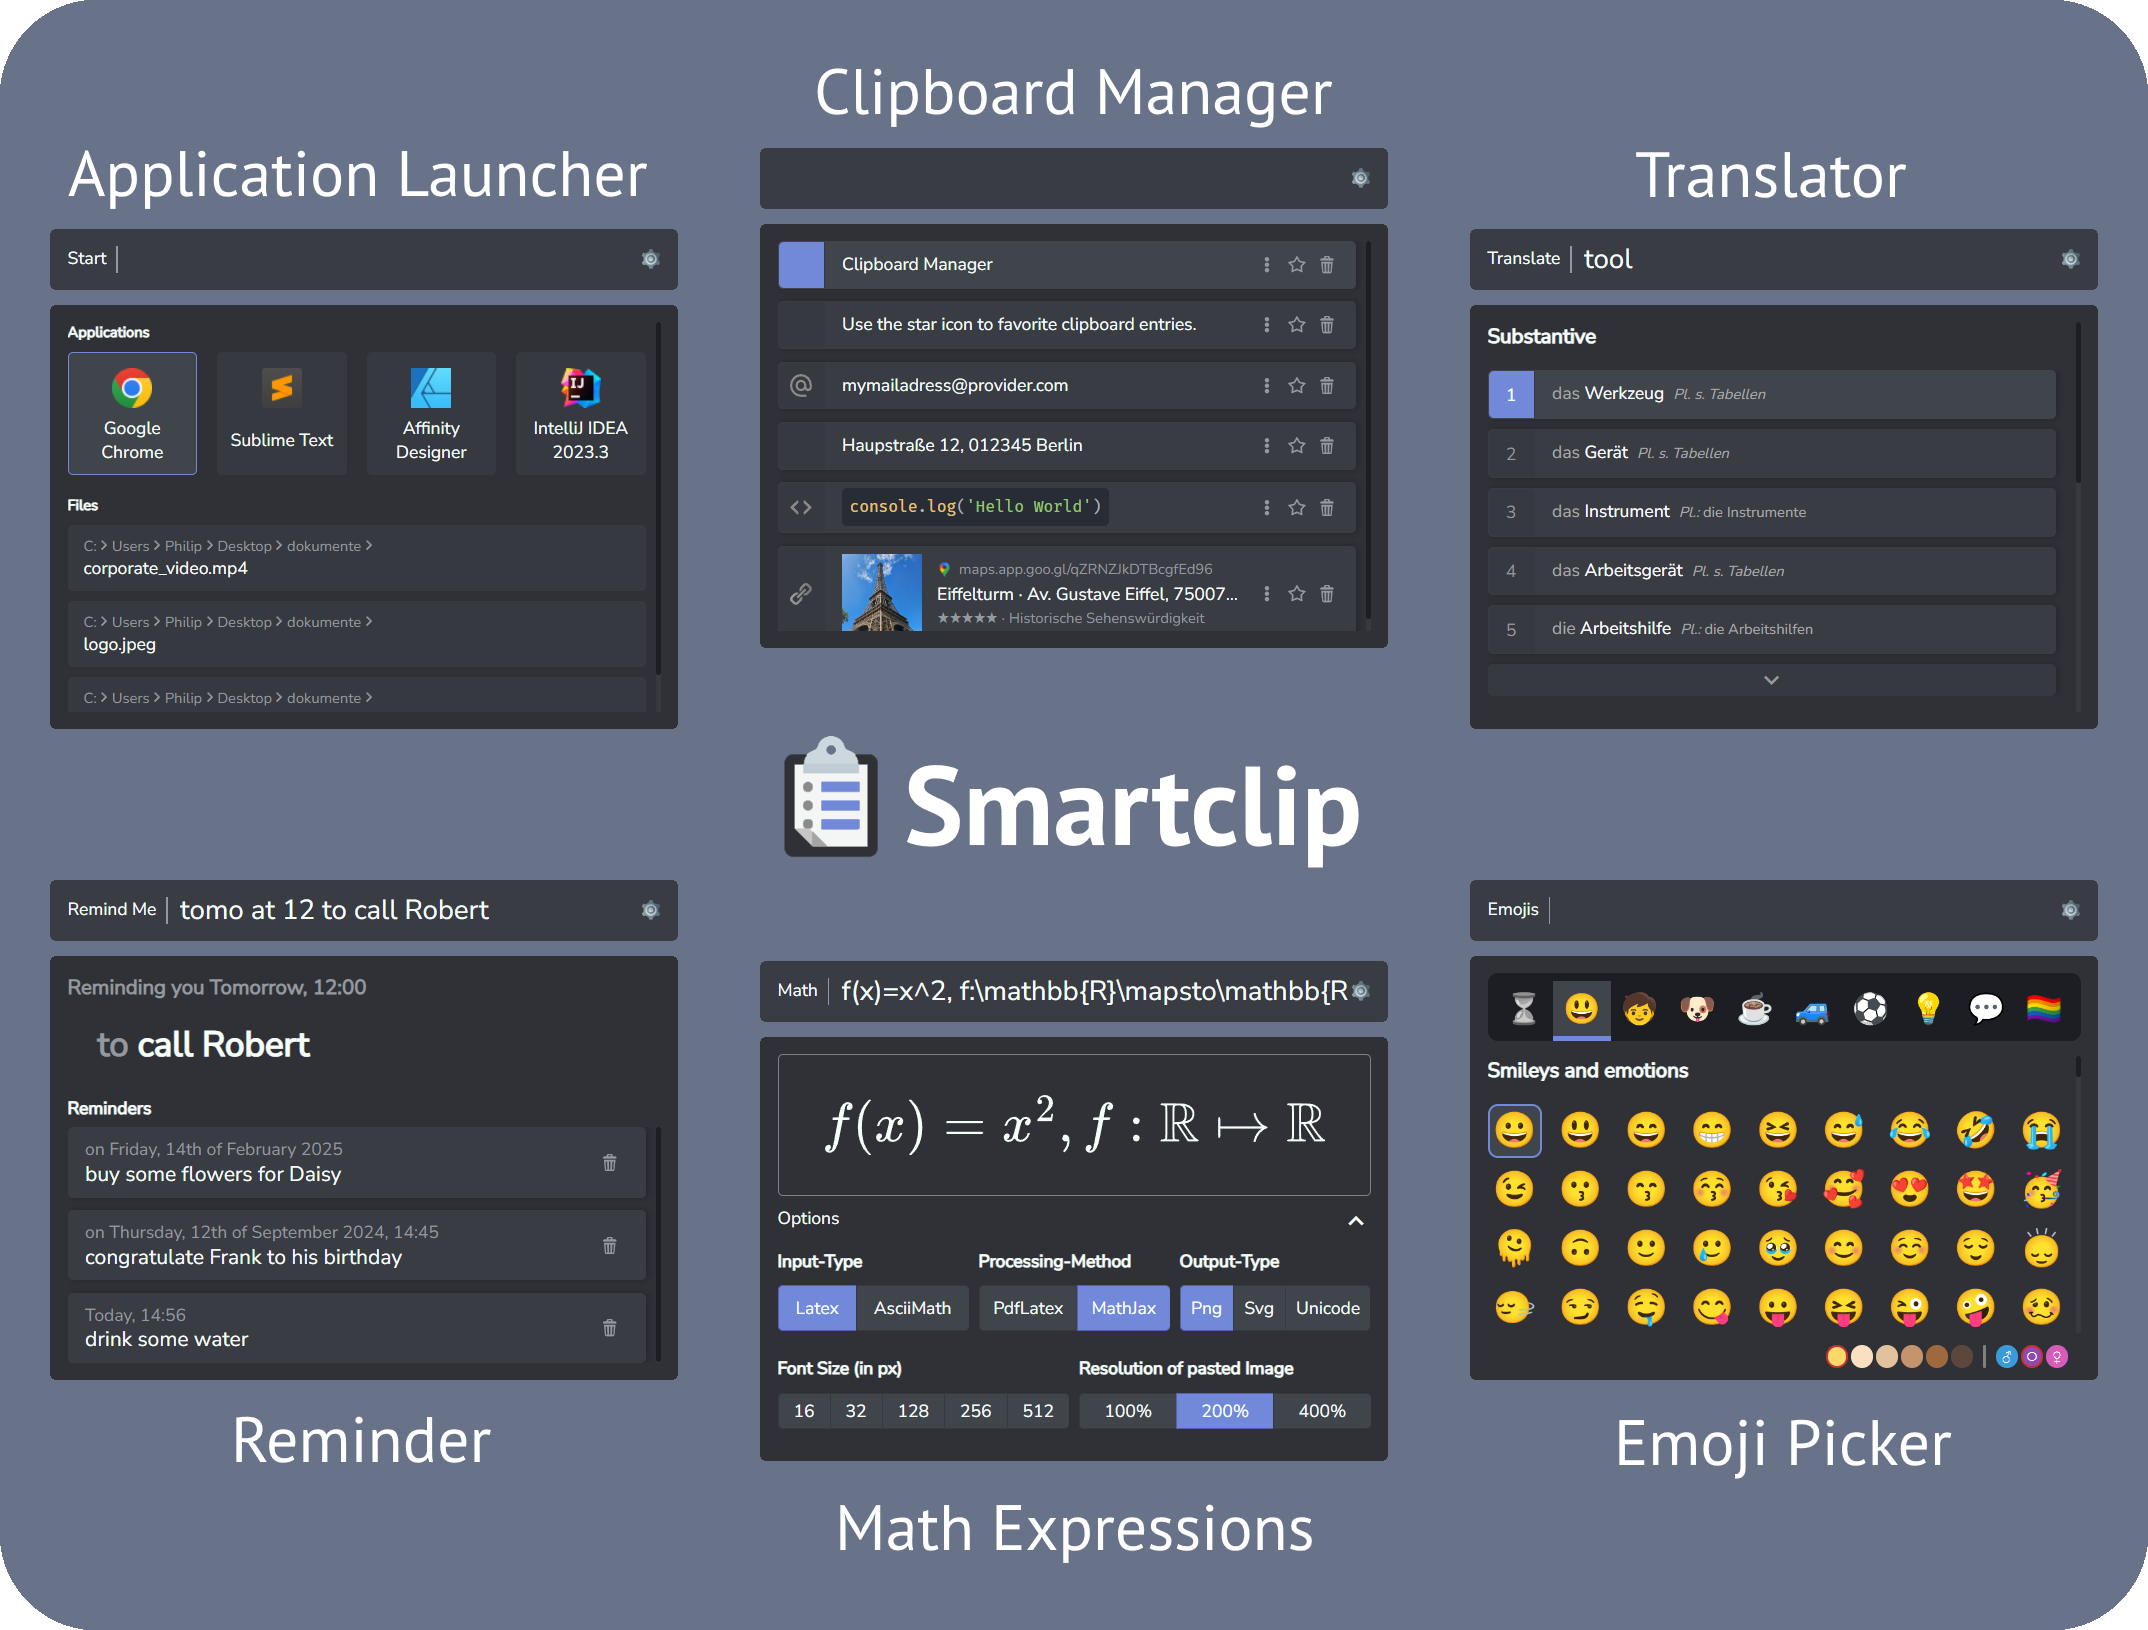 Clipboard Manager
Application Launcher
Translator
Start
Applications
Google
Chrome
Sublime Text
Affinity
Designer
IntelliJ IDEA
2023.3
Files
C: > Users > Philip > Desktop > dokumente >
corporate_video.mp4
C: > Users > Philip > Desktop > dokumente >
logo.jpeg
C: > Users > Philip > Desktop > dokumente >
Clipboard Manager
Use the star icon to favorite clipboard entries.
@ mymailadress@provider.com
Haupstraße 12, 012345 Berlin
<> console.log('Hello World')
maps.app.goo.gl/qZRNZJkDTBcgfEd96
Eiffelturm · Av. Gustave Eiffel, 75007...
★★★★★ · Historische Sehenswürdigkeit
Translate | tool
Substantive
1 das Werkzeug Pl. s. Tabellen
2 das Gerät Pl. s. Tabellen
3 das Instrument Pl.: die Instrumente
4 das Arbeitsgerät Pl. s. Tabellen
5 die Arbeitshilfe Pl.: die Arbeitshilfen
Smartclip
Remind Me | tomo at 12 to call Robert
Reminding you Tomorrow, 12:00
to call Robert
Reminders
on Friday, 14th of February 2025
buy some flowers for Daisy
on Thursday, 12th of September 2024, 14:45
congratulate Frank to his birthday
Today, 14:56
drink some water
Reminder
Math | f(x)=x^2, f:\mathbb{R}\mapsto\mathbb{R
f(x) = x², f : ℝ ↦ ℝ
Options
Input-Type Processing-Method Output-Type
Latex AsciiMath PdfLatex MathJax Png Svg Unicode
Font Size (in px) Resolution of pasted Image
16 32 128 256 512 100% 200% 400%
Math Expressions
Emojis
Smileys and emotions
Emoji Picker